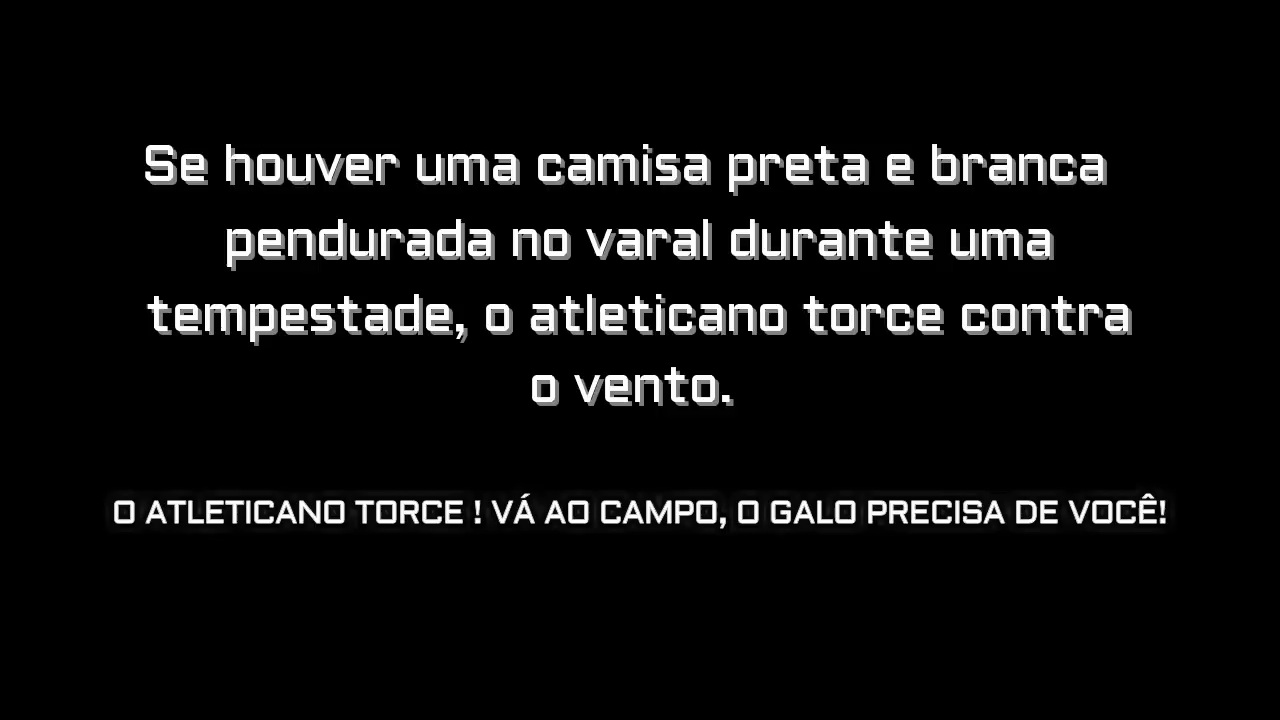 Se houver uma camisa preta e branca
pendurada no varal durante uma
tempestade, o atleticano torce contra
o vento.
O ATLETICANO TORCE ! VÁ AO CAMPO, O GALO PRECISA DE VOCÊ!